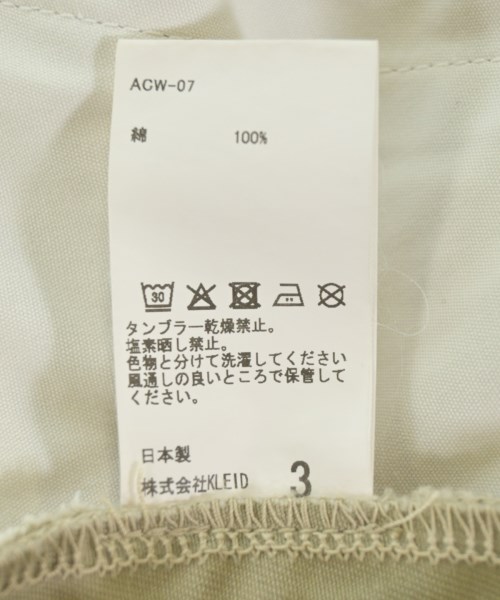 ACW-07
綿 100%
30
タンブラー乾燥禁止。
塩素晒し禁止。
色物と分けて洗濯してください
風通しの良いところで保管して
ください。
日本製
株式会社KLEID 3